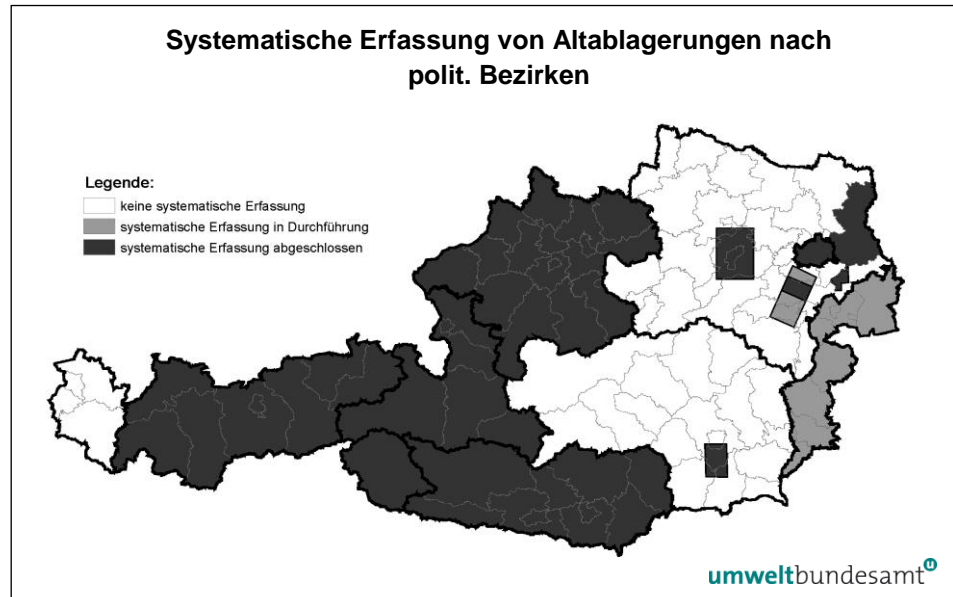 Systematische Erfassung von Altablagerungen nach
polit. Bezirken
Legende:
keine systematische Erfassung
systematische Erfassung in Durchführung
systematische Erfassung abgeschlossen
umweltbundesamt u